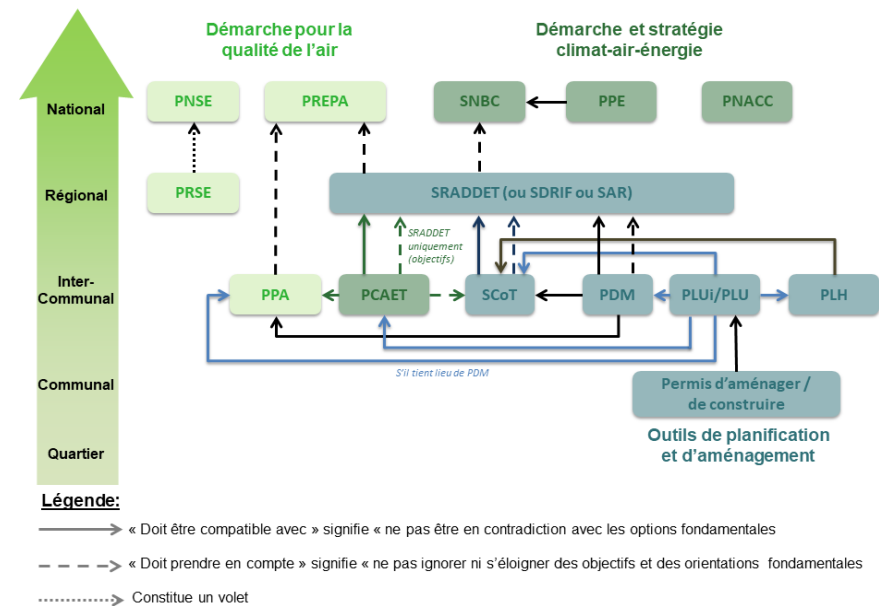 Démarche pour la
qualité de l'air
Démarche et stratégie
climat-air-énergie
National
PNSE
PREPA
SNBC
PPE
PNACC
Régional
PRSE
SRADDET (ou SDRIF ou SAR)
SRADDET
uniquement
(objectifs)
Inter-
Communal
PPA
PCAET
SCoT
PDM
PLUi/PLU
PLH
S'il tient lieu de PDM
Communal
Permis d'aménager /
de construire
Quartier
Outils de planification
et d'aménagement
Légende:
« Doit être compatible avec » signifie « ne pas être en contradiction avec les options fondamentales
« Doit prendre en compte » signifie « ne pas ignorer ni s'éloigner des objectifs et des orientations fondamentales
Constitue un volet